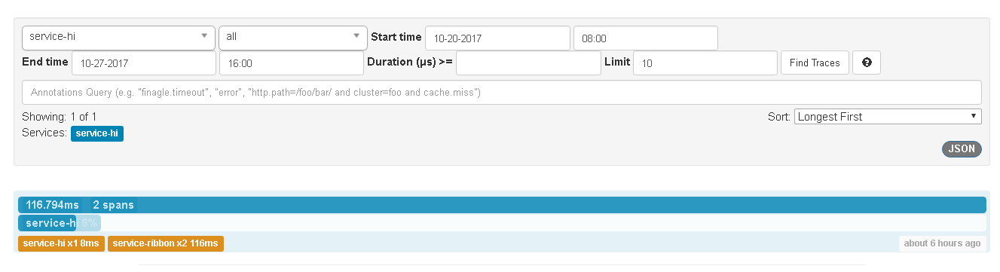 service-hi all Start time 10-20-2017 08:00
End time 10-27-2017 16:00 Duration (μs) >= Limit 10 Find Traces ?
Annotations Query (e.g. "finagle.timeout", "error", "http.path=/foo/bar/ and cluster=foo and cache.miss")
Showing: 1 of 1 Sort: Longest First
Services: service-hi
JSON
116.794ms 2 spans
service-hi 6%
service-hi x1 8ms service-ribbon x2 116ms about 6 hours ago